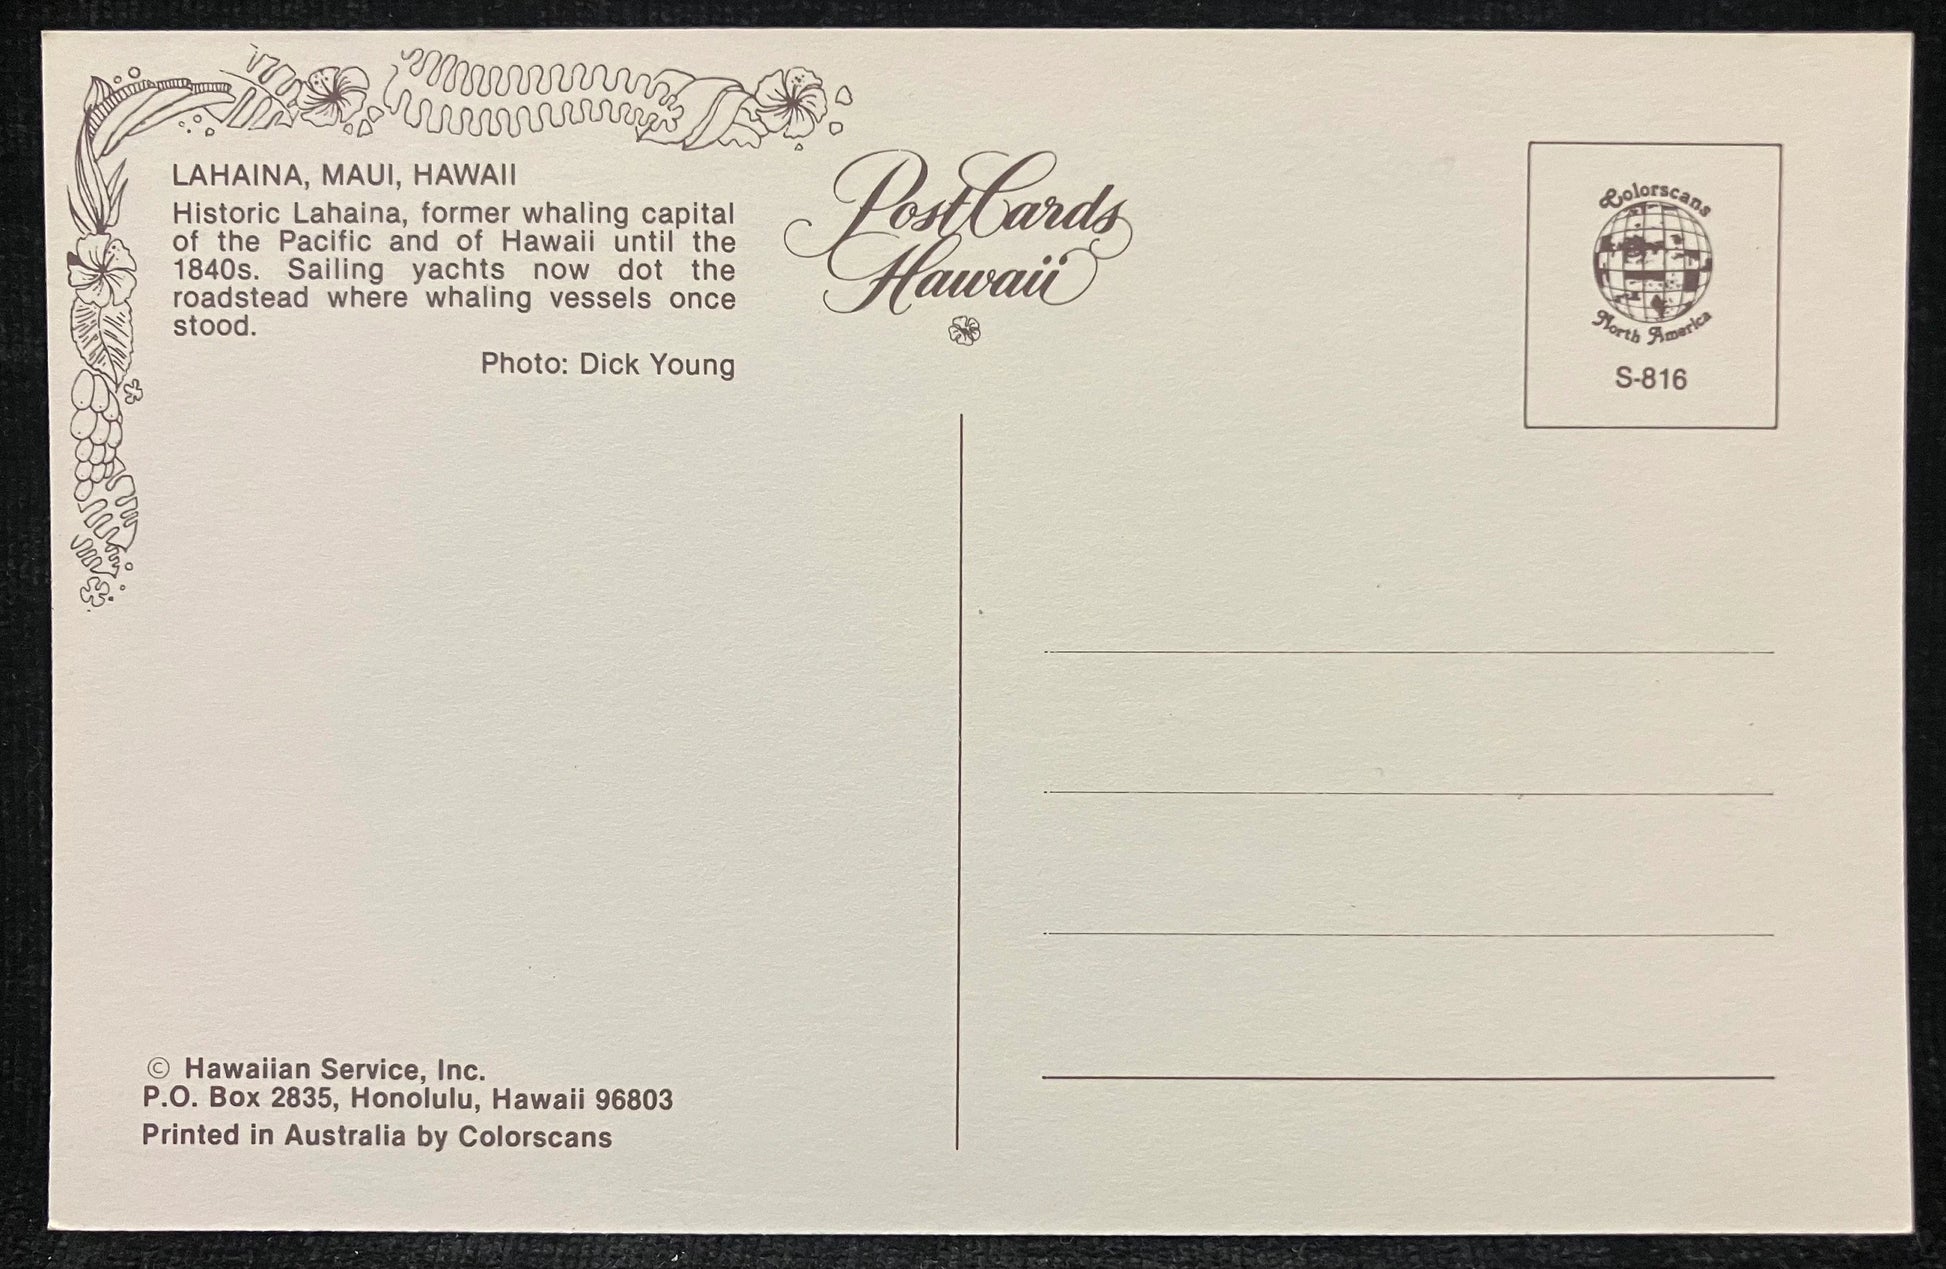 LAHAINA, MAUI, HAWAII
Historic Lahaina, former whaling capital
of the Pacific and of Hawaii until the
1840s. Sailing yachts now dot the
roadstead where whaling vessels once
stood.
Photo: Dick Young
PostCards
Hawaii
Colorscans
North America
S-816
© Hawaiian Service, Inc.
P.O. Box 2835, Honolulu, Hawaii 96803
Printed in Australia by Colorscans